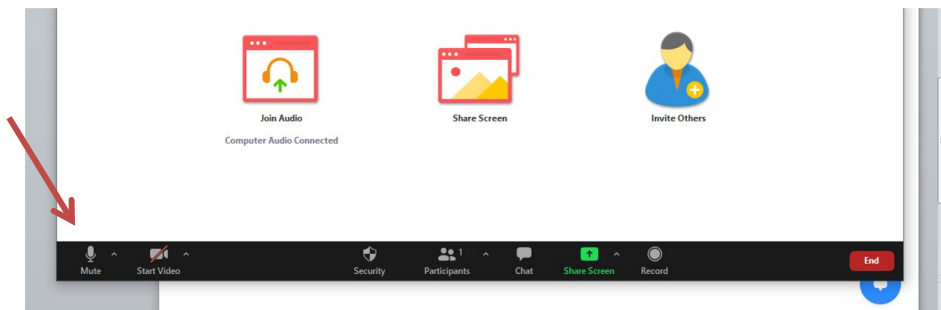 Join Audio
Share Screen
Invite Others
Computer Audio Connected
1
Mute
Start Video
Security
Participants
Chat
Share Screen
Record
End